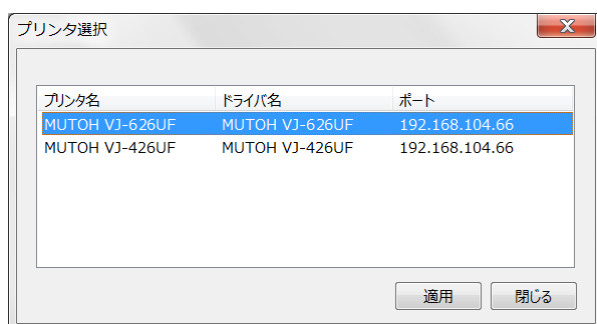 プリンタ選択
プリンタ名 ドライバ名 ポート
MUTOH VJ-626UF MUTOH VJ-626UF 192.168.104.66
MUTOH VJ-426UF MUTOH VJ-426UF 192.168.104.66
適用 閉じる